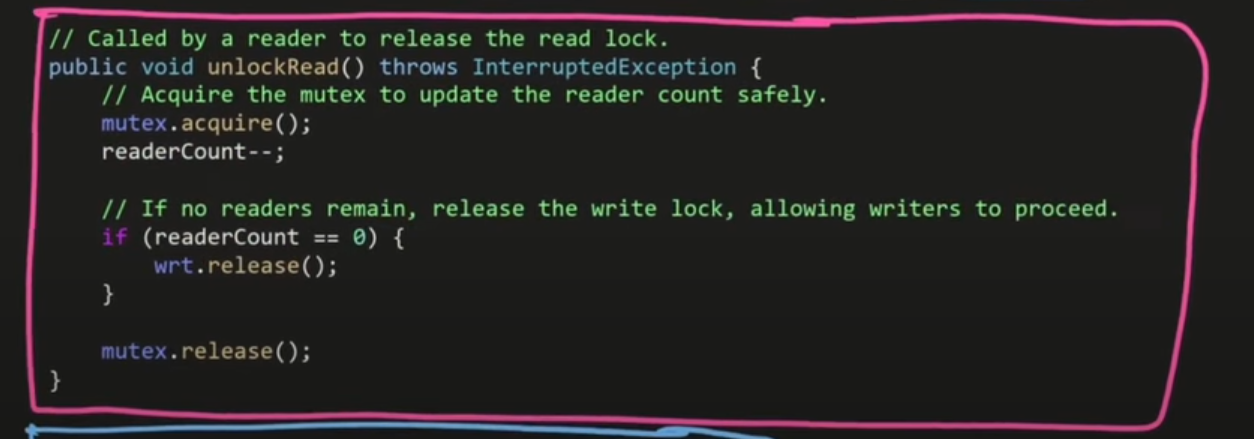 // Called by a reader to release the read lock.
public void unlockRead() throws InterruptedException {
    // Acquire the mutex to update the reader count safely.
    mutex.acquire();
    readerCount--;

    // If no readers remain, release the write lock, allowing writers to proceed.
    if (readerCount == 0) {
        wrt.release();
    }

    mutex.release();
}